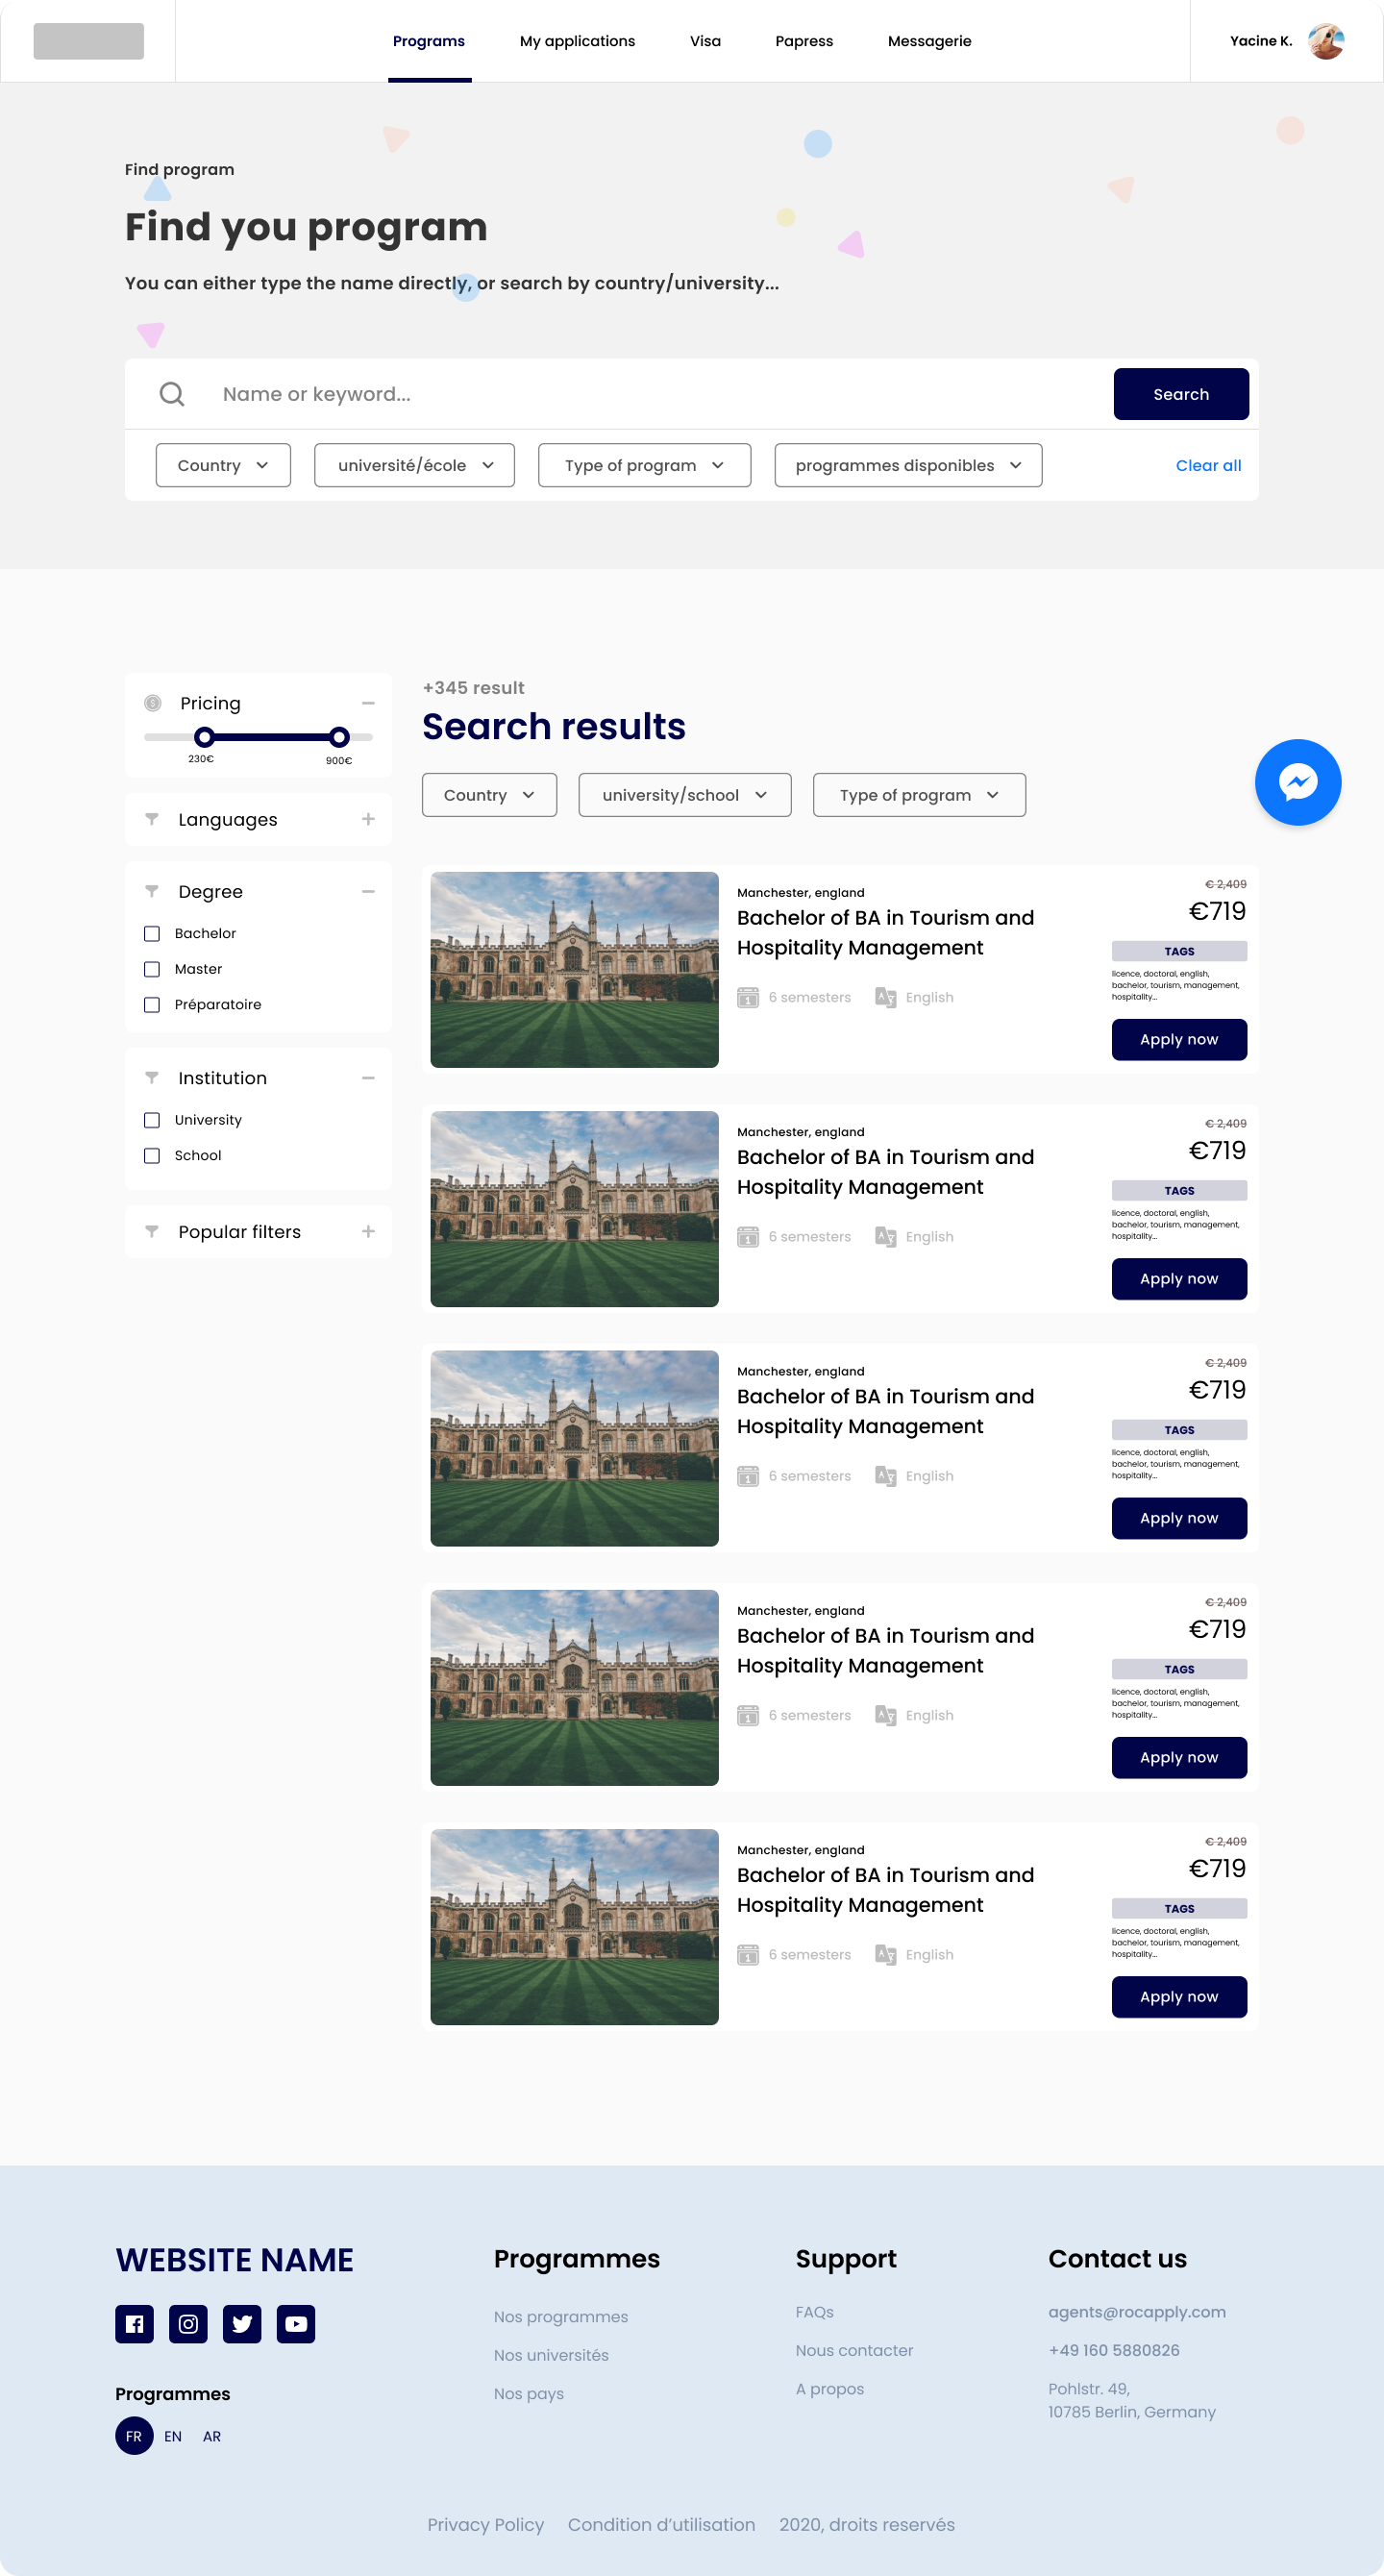 Programs
My applications
Visa
Papress
Messagerie
Yacine K.
Find program
Find you program
You can either type the name directly, or search by country/university...
Name or keyword...
Search
Country
université/école
Type of program
programmes disponibles
Clear all
Pricing
230€
900€
Languages
Degree
Bachelor
Master
Préparatoire
Institution
University
School
Popular filters
+345 result
Search results
Country
university/school
Type of program
Manchester, england
Bachelor of BA in Tourism and
Hospitality Management
6 semesters
English
€ 2,409
€719
TAGS
licence, doctoral, english,
bachelor, tourism, management,
hospitality...
Apply now
Manchester, england
Bachelor of BA in Tourism and
Hospitality Management
6 semesters
English
€ 2,409
€719
TAGS
licence, doctoral, english,
bachelor, tourism, management,
hospitality...
Apply now
Manchester, england
Bachelor of BA in Tourism and
Hospitality Management
6 semesters
English
€ 2,409
€719
TAGS
licence, doctoral, english,
bachelor, tourism, management,
hospitality...
Apply now
Manchester, england
Bachelor of BA in Tourism and
Hospitality Management
6 semesters
English
€ 2,409
€719
TAGS
licence, doctoral, english,
bachelor, tourism, management,
hospitality...
Apply now
Manchester, england
Bachelor of BA in Tourism and
Hospitality Management
6 semesters
English
€ 2,409
€719
TAGS
licence, doctoral, english,
bachelor, tourism, management,
hospitality...
Apply now
WEBSITE NAME
Programmes
FR
EN
AR
Programmes
Nos programmes
Nos universités
Nos pays
Support
FAQs
Nous contacter
A propos
Contact us
agents@rocapply.com
+49 160 5880826
Pohlstr. 49,
10785 Berlin, Germany
Privacy Policy
Condition d'utilisation
2020, droits reservés